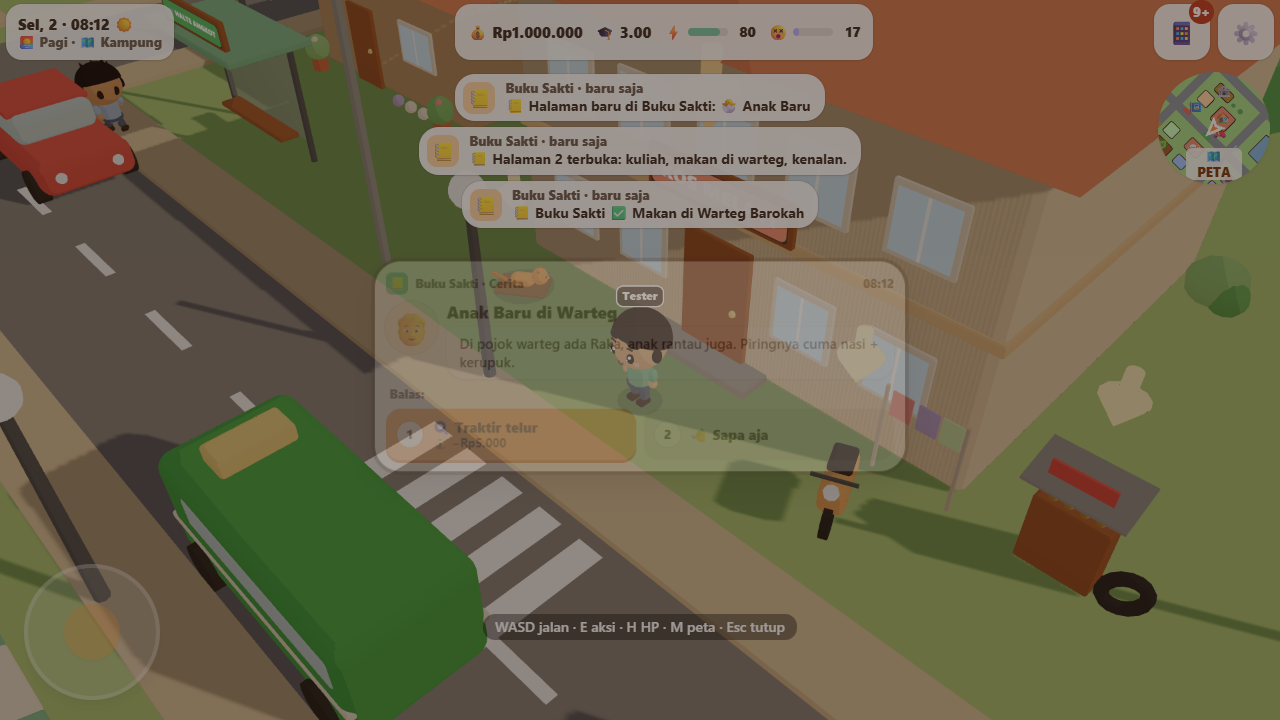 Sel, 2 · 08:12
Pagi · Kampung
HALTE ANGKOT
Rp1.000.000 3.00 80 17
9+
Buku Sakti · baru saja
Halaman baru di Buku Sakti: Anak Baru
Buku Sakti · baru saja
Halaman 2 terbuka: kuliah, makan di warteg, kenalan.
Buku Sakti · baru saja
Buku Sakti ✅ Makan di Warteg Barokah
PETA
Buku Sakti · Cerita 08:12
Tester
Anak Baru di Warteg
Di pojok warteg ada Raka, anak rantau juga. Piringnya cuma nasi +
kerupuk.
Balas:
1 Traktir telur
- Rp5.000
2 Sapa aja
WASD jalan · E aksi · H HP · M peta · Esc tutup